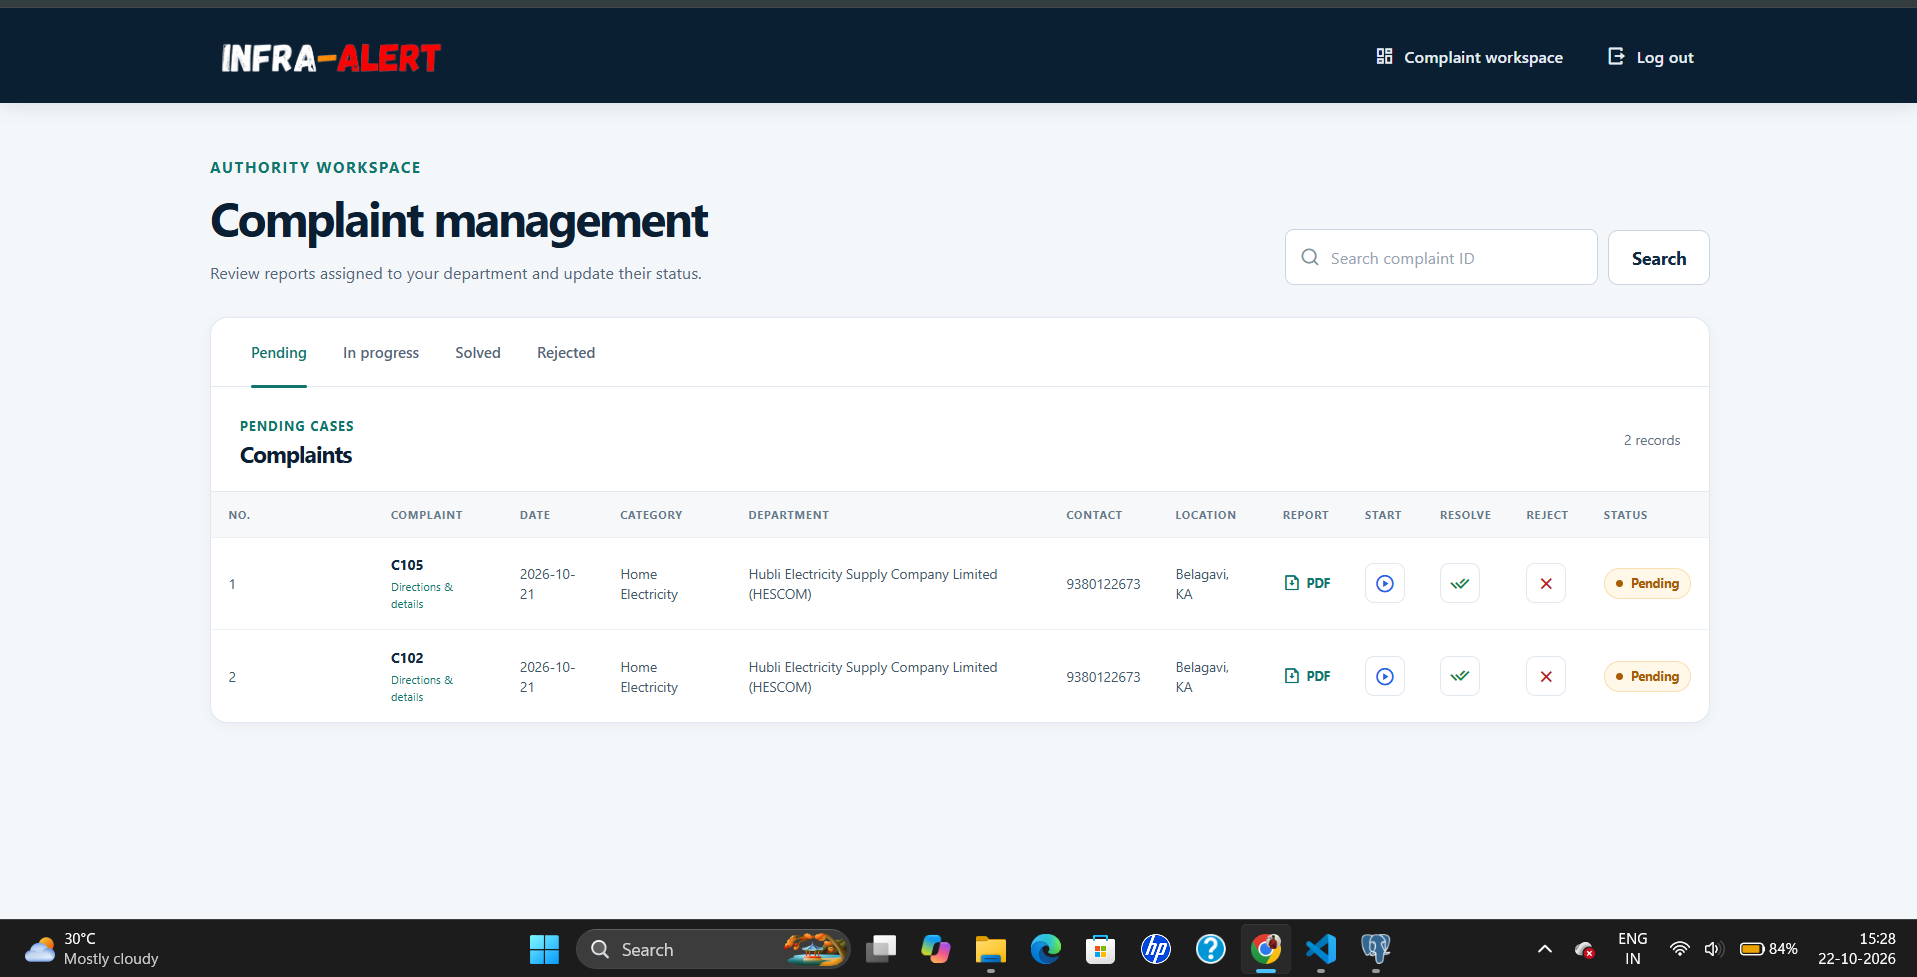 INFRA-ALERT
Complaint workspace
Log out
AUTHORITY WORKSPACE
Complaint management
Review reports assigned to your department and update their status.
Search complaint ID
Search
Pending
In progress
Solved
Rejected
PENDING CASES
Complaints
2 records
NO. COMPLAINT DATE CATEGORY DEPARTMENT CONTACT LOCATION REPORT START RESOLVE REJECT STATUS
1
C105
Directions &
details
2026-10-
21
Home
Electricity
Hubli Electricity Supply Company Limited
(HESCOM)
9380122673
Belagavi,
KA
PDF
Pending
2
C102
Directions &
details
2026-10-
21
Home
Electricity
Hubli Electricity Supply Company Limited
(HESCOM)
9380122673
Belagavi,
KA
PDF
Pending
30°C
Mostly cloudy
Search
hp
?
ENG
IN
84%
15:28
22-10-2026